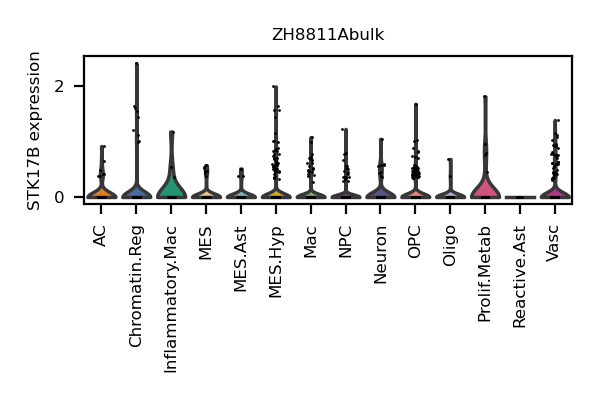 ZH8811Abulk
STK17B expression
2
0
AC
Chromatin.Reg
Inflammatory.Mac
MES
MES.Ast
MES.Hyp
Mac
NPC
Neuron
OPC
Oligo
Prolif.Metab
Reactive.Ast
Vasc